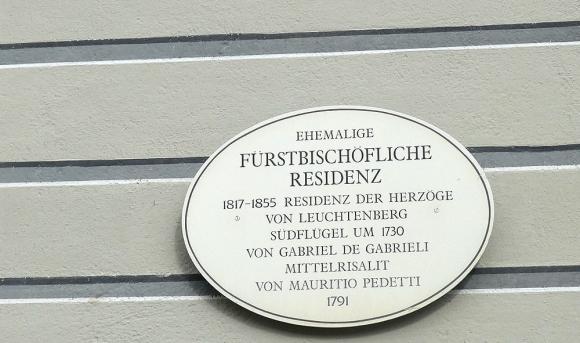 EHEMALIGE
FÜRSTBISCHÖFLICHE
RESIDENZ
1817-1855 RESIDENZ DER HERZÖGE
VON LEUCHTENBERG
SÜDFLÜGEL UM 1730
VON GABRIEL DE GABRIELI
MITTELRISALIT
VON MAURITIO PEDETTI
1791